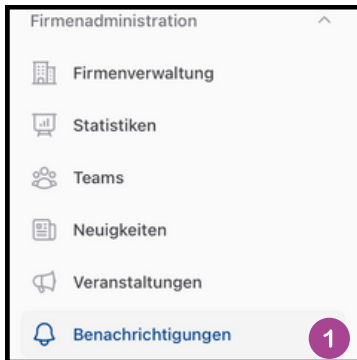 Firmenadministration
Firmenverwaltung
Statistiken
Teams
Neuigkeiten
Veranstaltungen
Benachrichtigungen 1